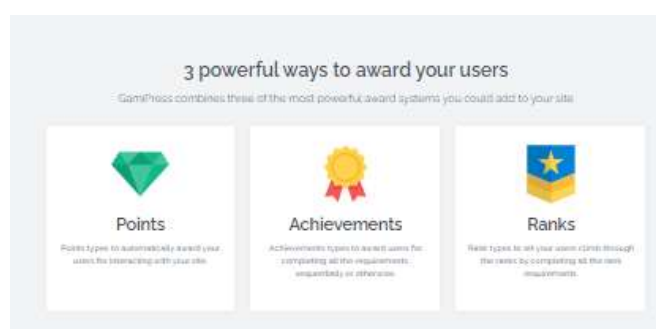 3 powerful ways to award your users
GamiPress combines three of the most powerful award systems you could add to your site
Points
Points types to automatically award your
users for interacting with your site.
Achievements
Achievements types to award users for
completing all the requirements,
sequentially or otherwise.
Ranks
Rank types to let your users climb through
the ranks by completing all the rank
requirements.